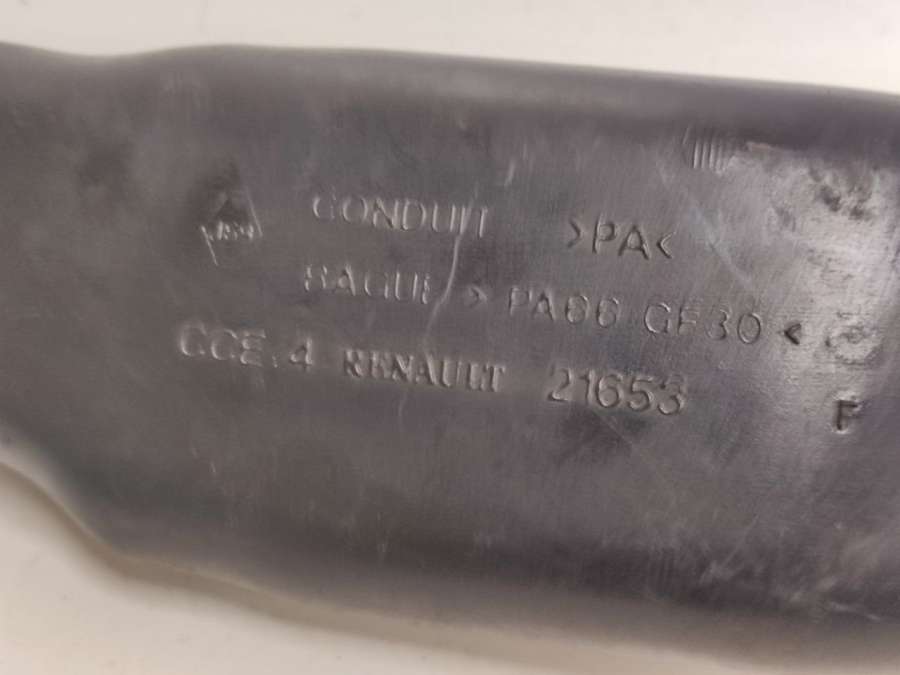 CONDUIT >PA<
BAGUE >PA66 GF30<
CCE.4 RENAULT 21653
F